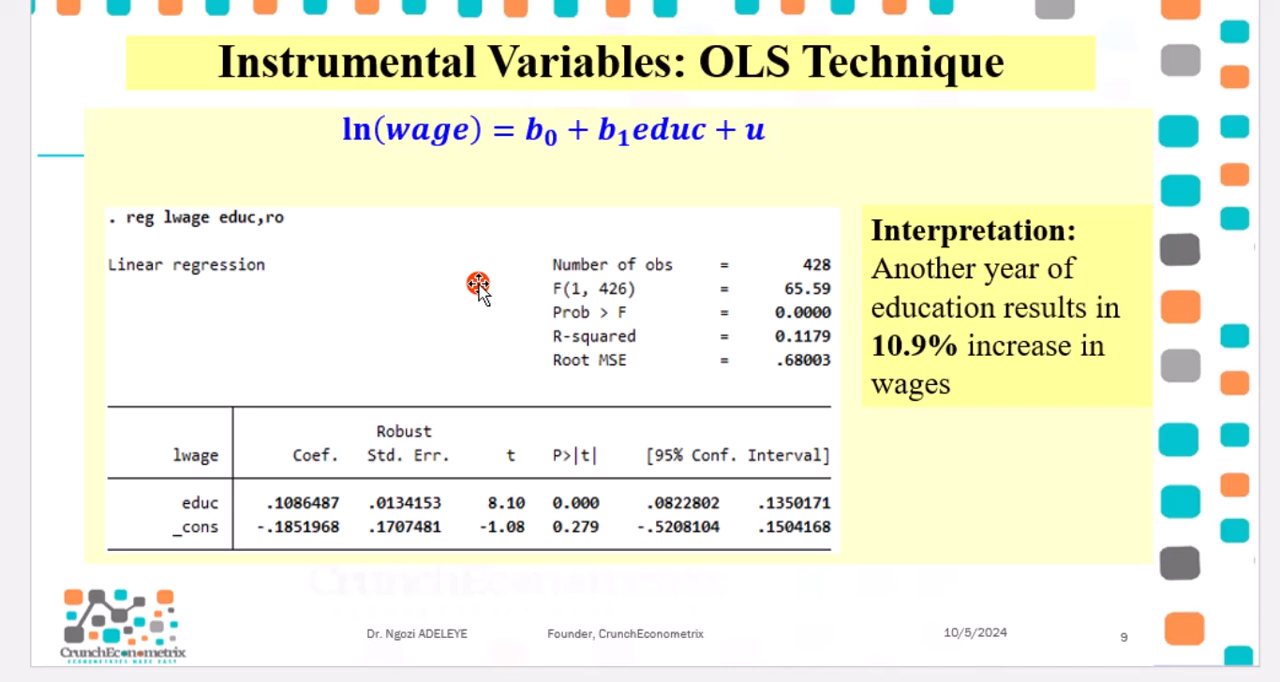 Instrumental Variables: OLS Technique
ln(wage) = b₀ + b₁educ + u
. reg lwage educ,ro
Linear regression
Number of obs = 428
F(1, 426) = 65.59
Prob > F = 0.0000
R-squared = 0.1179
Root MSE = .68003
Robust
lwage Coef. Std. Err. t P>|t| [95% Conf. Interval]
educ .1086487 .0134153 8.10 0.000 .0822802 .1350171
_cons -.1851968 .1707481 -1.08 0.279 -.5208104 .1504168
Interpretation:
Another year of
education results in
10.9% increase in
wages
CrunchEconometrix
ECONOMETRICS MADE EASY
Dr. Ngozi ADELEYE Founder, CrunchEconometrix 10/5/2024 9